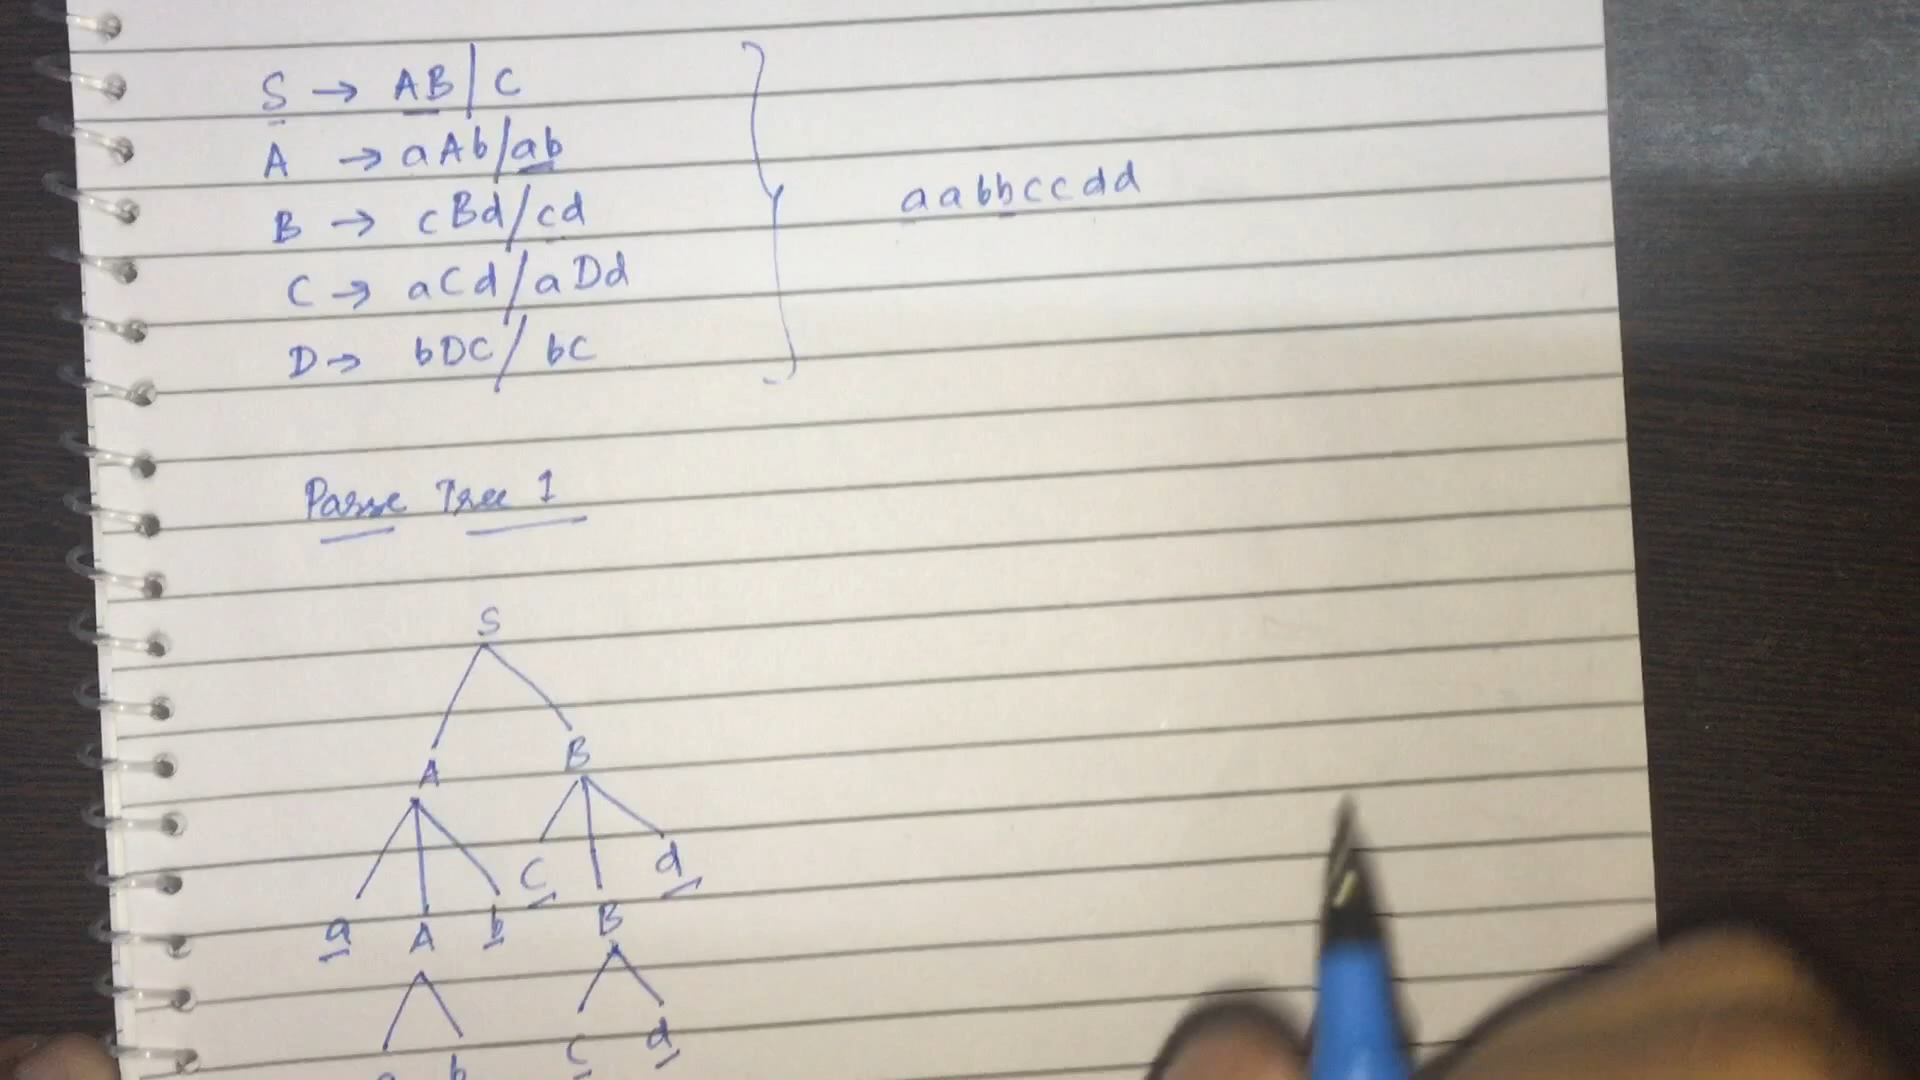 S → AB | C
A → aAb / ab
B → cBd / cd
C → aCd / aDd
D → bDC / bC
aabbccdd
Parse Tree 1
S
A B
c d
a A b B
c d
a b